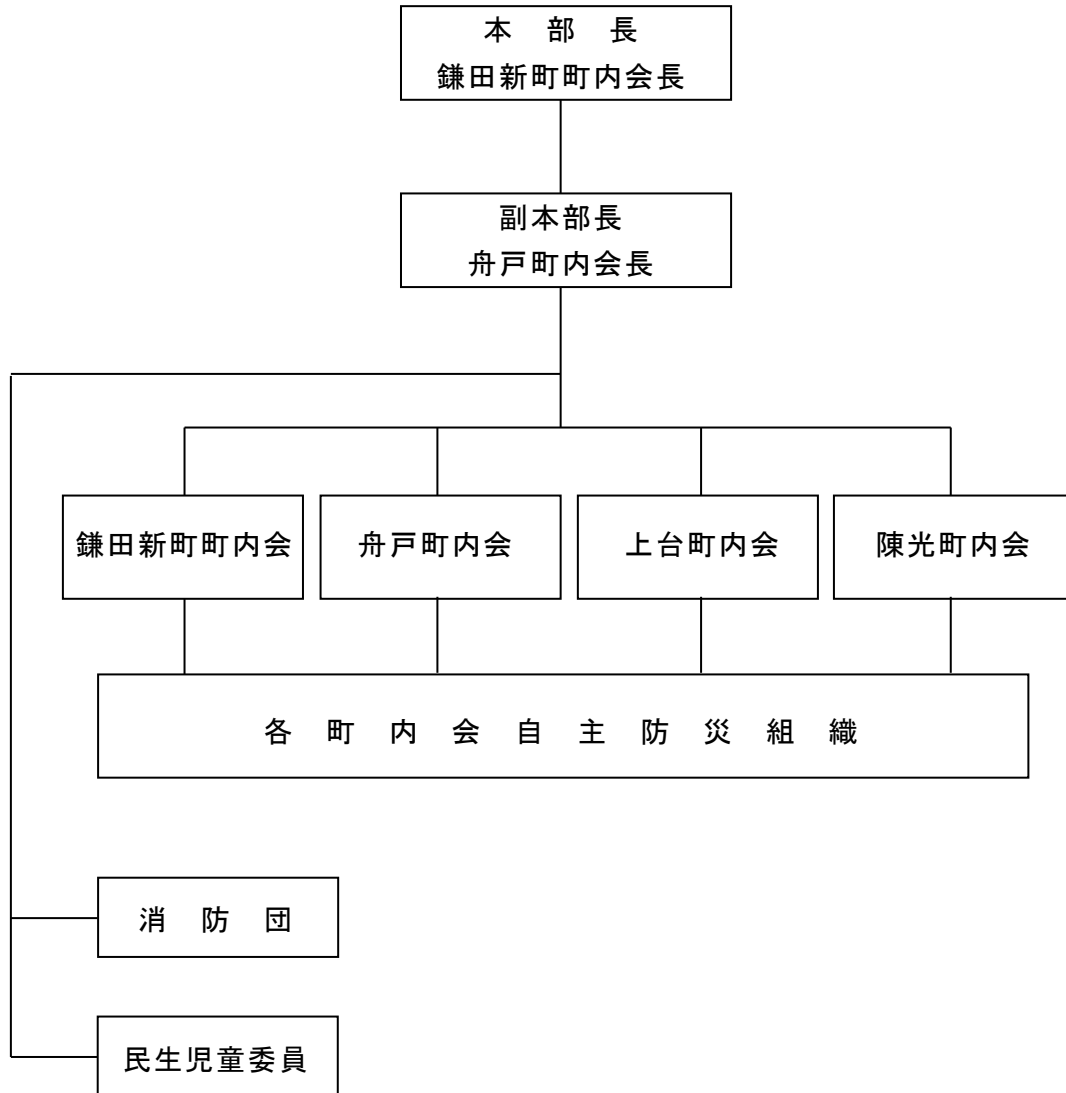 本　部　長
鎌田新町町内会長
副本部長
舟戸町内会長
鎌田新町町内会
舟戸町内会
上台町内会
陳光町内会
各　町　内　会　自　主　防　災　組　織
消　防　団
民生児童委員